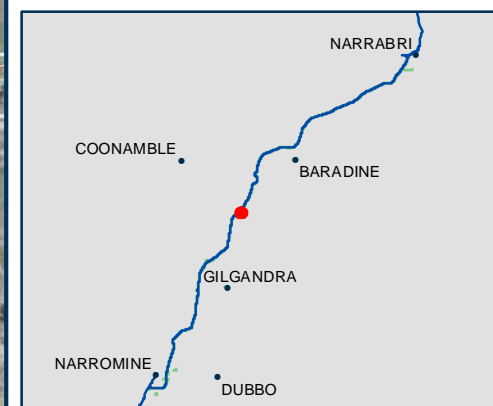 NARRABRI
COONAMBLE
BARADINE
GILGANDRA
NARROMINE
DUBBO